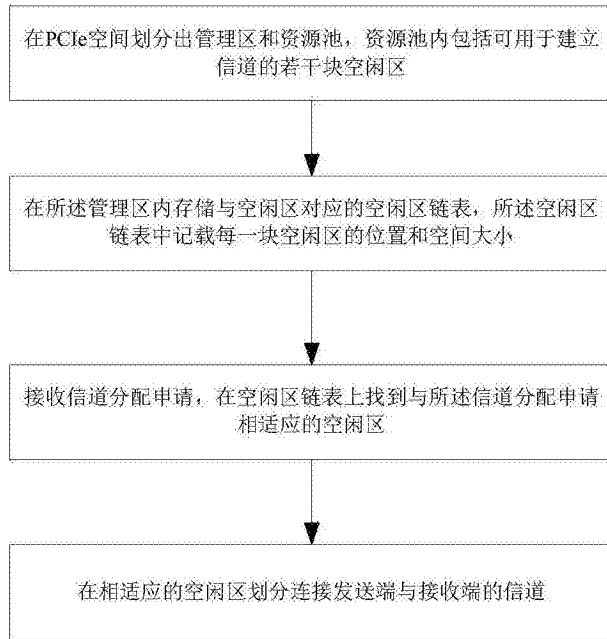 在PCIe空间划分出管理区和资源池，资源池内包括可用于建立
信道的若干块空闲区
在所述管理区内存储与空闲区对应的空闲区链表，所述空闲区
链表中记载每一块空闲区的位置和空间大小
接收信道分配申请，在空闲区链表上找到与所述信道分配申请
相适应的空闲区
在相适应的空闲区划分连接发送端与接收端的信道